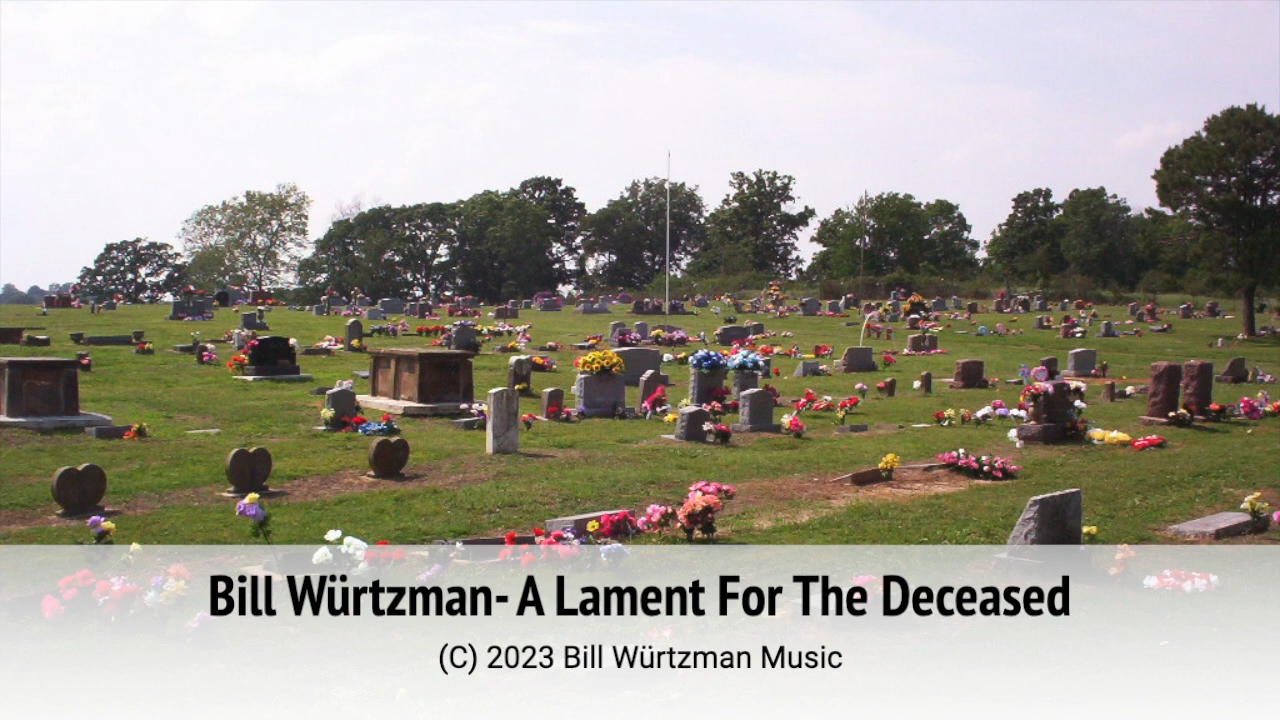 Bill Würtzman- A Lament For The Deceased
(C) 2023 Bill Würtzman Music